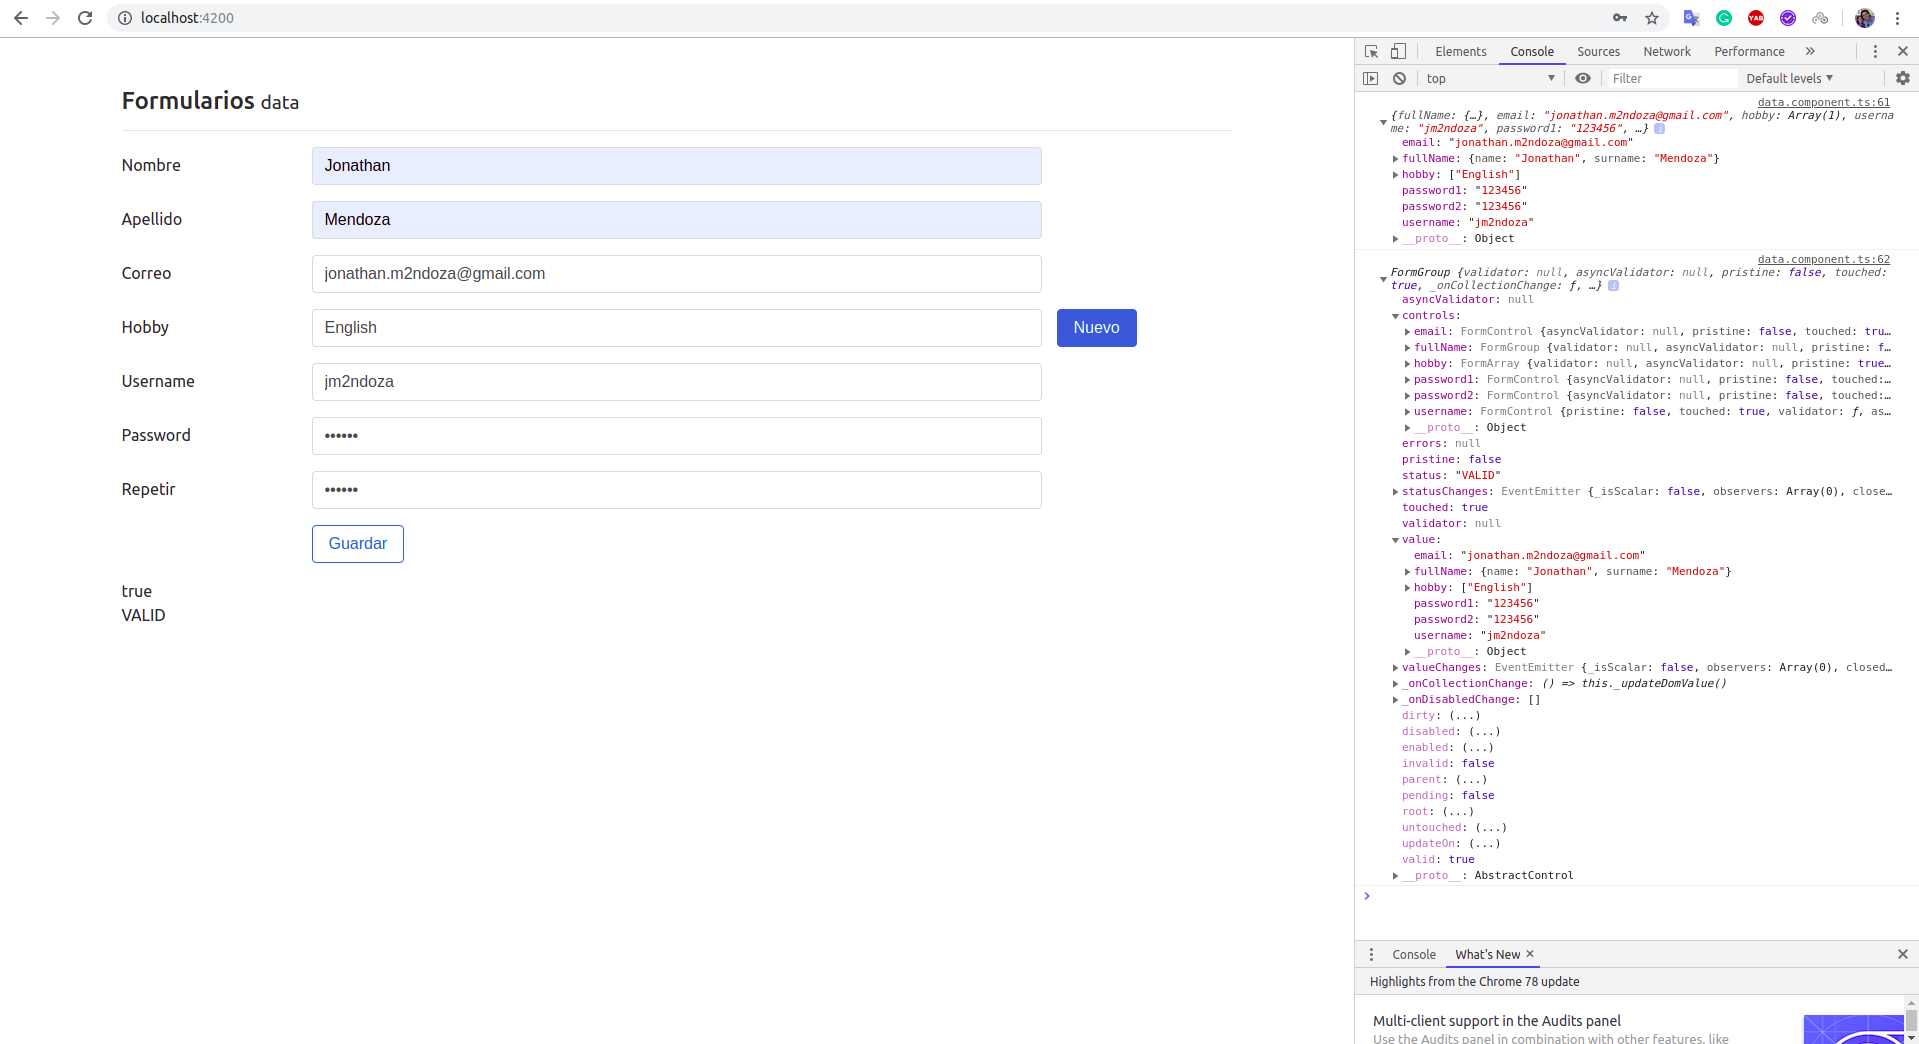 localhost:4200
Formularios data
Nombre
Jonathan
Apellido
Mendoza
Correo
jonathan.m2ndoza@gmail.com
Hobby
English
Nuevo
Username
jm2ndoza
Password
••••••
Repetir
••••••
Guardar
true
VALID
Elements Console Sources Network Performance »
top Filter Default levels
data.component.ts:61
{fullName: {…}, email: "jonathan.m2ndoza@gmail.com", hobby: Array(1), userna
me: "jm2ndoza", password1: "123456", …}
email: "jonathan.m2ndoza@gmail.com"
fullName: {name: "Jonathan", surname: "Mendoza"}
hobby: ["English"]
password1: "123456"
password2: "123456"
username: "jm2ndoza"
__proto__: Object
data.component.ts:62
FormGroup {validator: null, asyncValidator: null, pristine: false, touched:
true, _onCollectionChange: ƒ, …}
asyncValidator: null
controls:
email: FormControl {asyncValidator: null, pristine: false, touched: tru…
fullName: FormGroup {validator: null, asyncValidator: null, pristine: f…
hobby: FormArray {validator: null, asyncValidator: null, pristine: true…
password1: FormControl {asyncValidator: null, pristine: false, touched:…
password2: FormControl {asyncValidator: null, pristine: false, touched:…
username: FormControl {pristine: false, touched: true, validator: ƒ, as…
__proto__: Object
errors: null
pristine: false
status: "VALID"
statusChanges: EventEmitter {_isScalar: false, observers: Array(0), close…
touched: true
validator: null
value:
email: "jonathan.m2ndoza@gmail.com"
fullName: {name: "Jonathan", surname: "Mendoza"}
hobby: ["English"]
password1: "123456"
password2: "123456"
username: "jm2ndoza"
__proto__: Object
valueChanges: EventEmitter {_isScalar: false, observers: Array(0), closed…
_onCollectionChange: () => this._updateDomValue()
_onDisabledChange: []
dirty: (...)
disabled: (...)
enabled: (...)
invalid: false
parent: (...)
pending: false
root: (...)
untouched: (...)
updateOn: (...)
valid: true
__proto__: AbstractControl
Console What's New
Highlights from the Chrome 78 update
Multi-client support in the Audits panel
Use the Audits panel in combination with other features, like